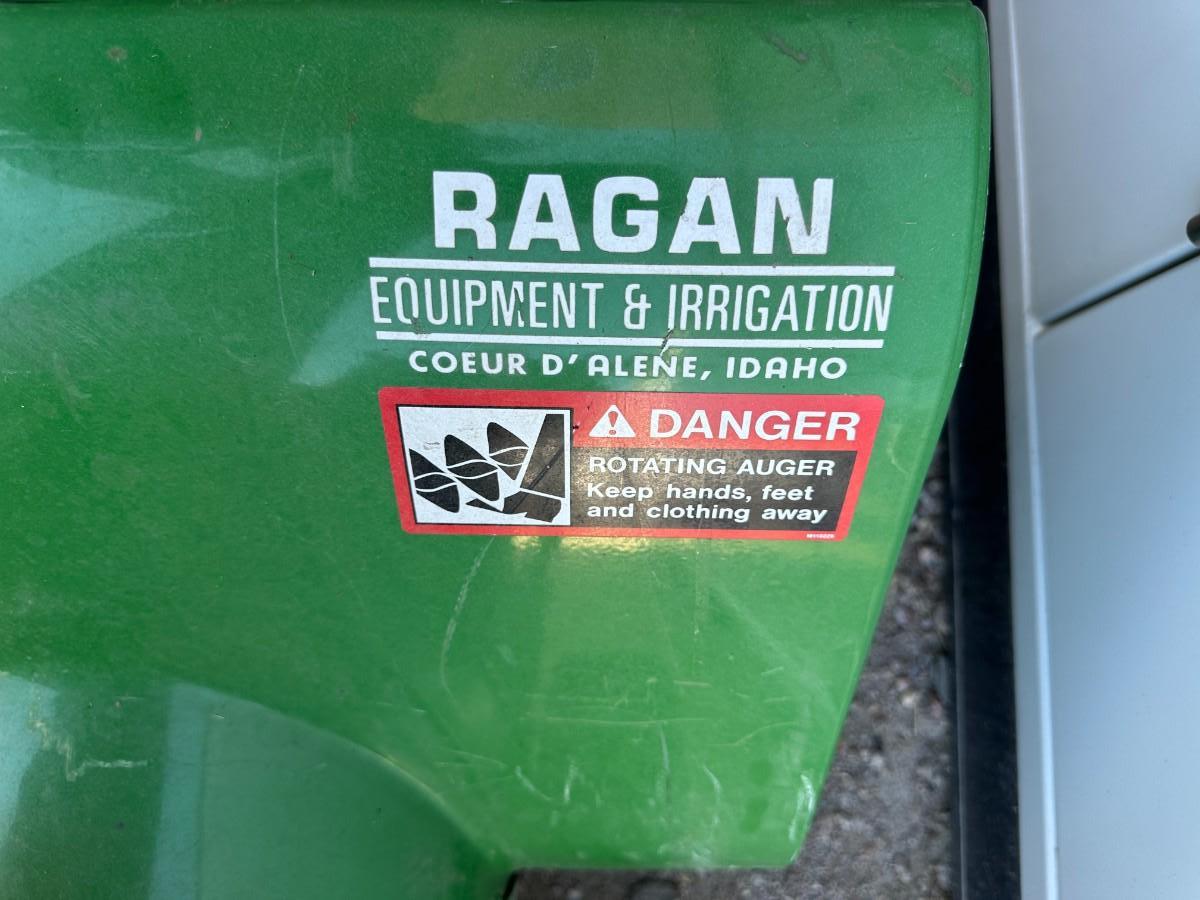 RAGAN
EQUIPMENT & IRRIGATION
COEUR D'ALENE, IDAHO
DANGER
ROTATING AUGER
Keep hands, feet
and clothing away